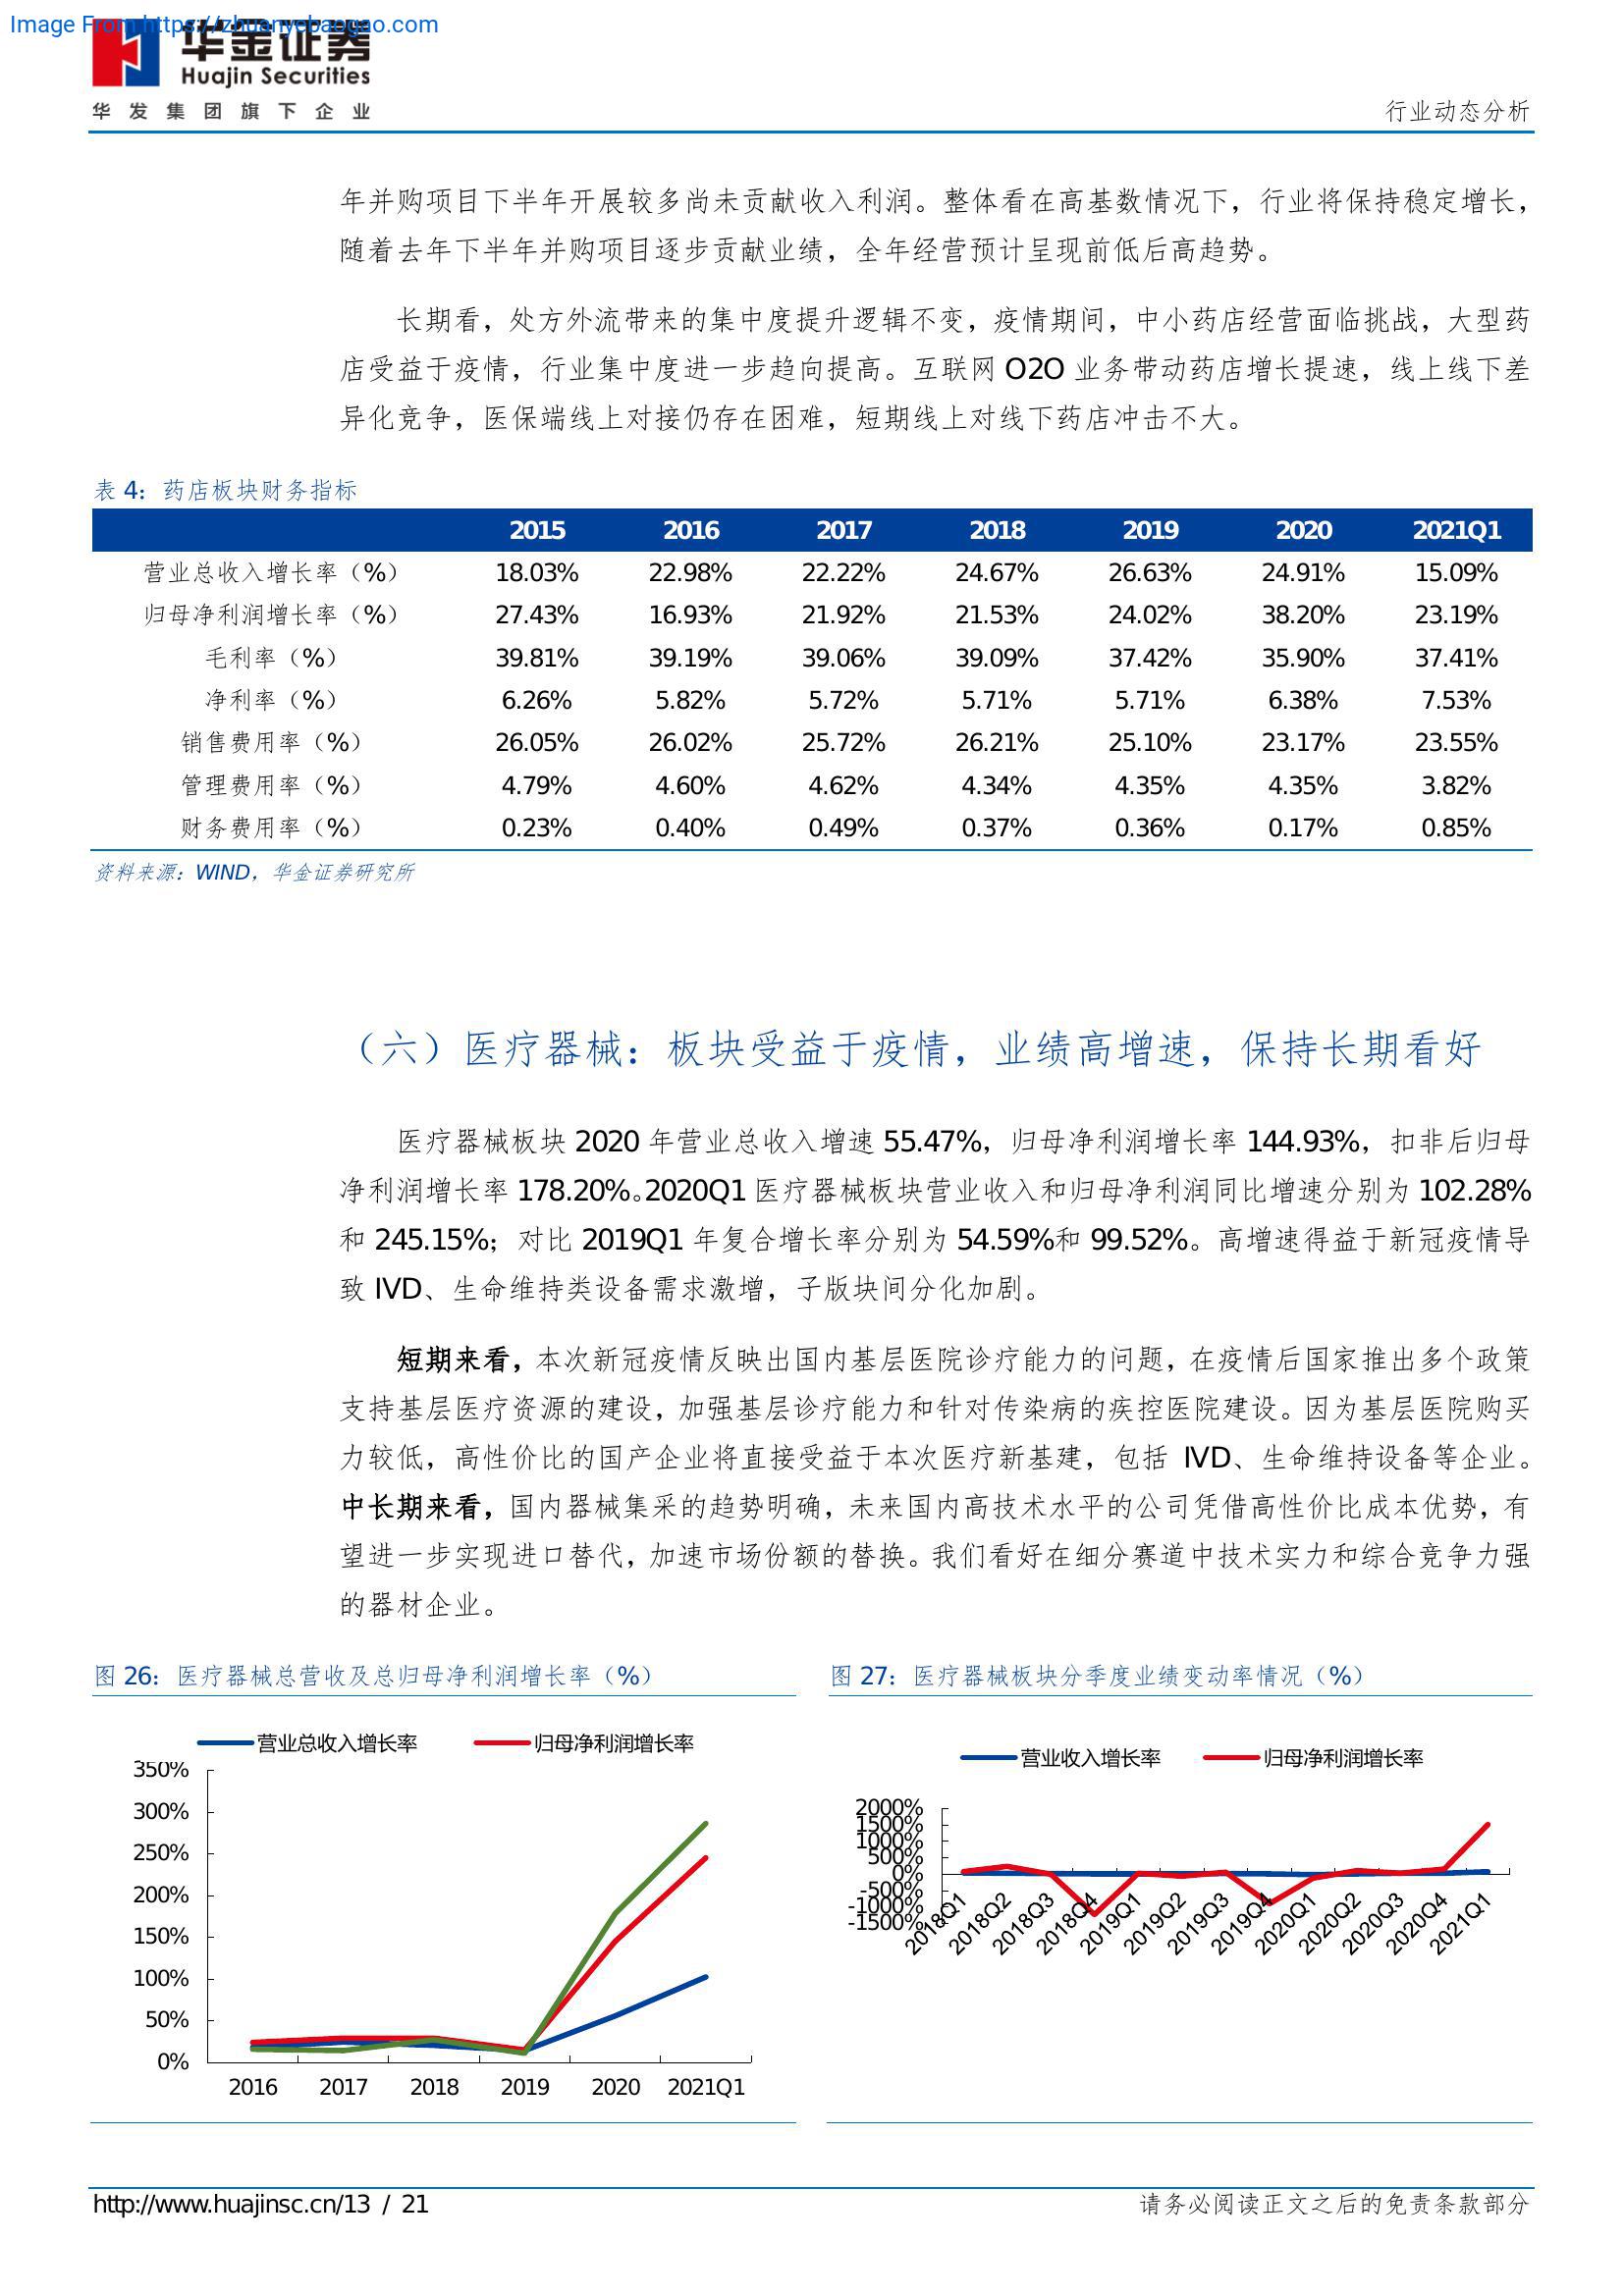 Image From https://zhuanyebaogao.com
华金证券
Huajin Securities
华发集团旗下企业
行业动态分析
年并购项目下半年开展较多尚未贡献收入利润。整体看在高基数情况下，行业将保持稳定增长，
随着去年下半年并购项目逐步贡献业绩，全年经营预计呈现前低后高趋势。
长期看，处方外流带来的集中度提升逻辑不变，疫情期间，中小药店经营面临挑战，大型药
店受益于疫情，行业集中度进一步趋向提高。互联网 O2O 业务带动药店增长提速，线上线下差
异化竞争，医保端线上对接仍存在困难，短期线上对线下药店冲击不大。
表 4：药店板块财务指标
2015 2016 2017 2018 2019 2020 2021Q1
营业总收入增长率（%） 18.03% 22.98% 22.22% 24.67% 26.63% 24.91% 15.09%
归母净利润增长率（%） 27.43% 16.93% 21.92% 21.53% 24.02% 38.20% 23.19%
毛利率（%） 39.81% 39.19% 39.06% 39.09% 37.42% 35.90% 37.41%
净利率（%） 6.26% 5.82% 5.72% 5.71% 5.71% 6.38% 7.53%
销售费用率（%） 26.05% 26.02% 25.72% 26.21% 25.10% 23.17% 23.55%
管理费用率（%） 4.79% 4.60% 4.62% 4.34% 4.35% 4.35% 3.82%
财务费用率（%） 0.23% 0.40% 0.49% 0.37% 0.36% 0.17% 0.85%
资料来源：WIND，华金证券研究所
（六）医疗器械：板块受益于疫情，业绩高增速，保持长期看好
医疗器械板块 2020 年营业总收入增速 55.47%，归母净利润增长率 144.93%，扣非后归母
净利润增长率 178.20%。2020Q1 医疗器械板块营业收入和归母净利润同比增速分别为 102.28%
和 245.15%；对比 2019Q1 年复合增长率分别为 54.59%和 99.52%。高增速得益于新冠疫情导
致 IVD、生命维持类设备需求激增，子版块间分化加剧。
短期来看，本次新冠疫情反映出国内基层医院诊疗能力的问题，在疫情后国家推出多个政策
支持基层医疗资源的建设，加强基层诊疗能力和针对传染病的疾控医院建设。因为基层医院购买
力较低，高性价比的国产企业将直接受益于本次医疗新基建，包括 IVD、生命维持设备等企业。
中长期来看，国内器械集采的趋势明确，未来国内高技术水平的公司凭借高性价比成本优势，有
望进一步实现进口替代，加速市场份额的替换。我们看好在细分赛道中技术实力和综合竞争力强
的器材企业。
图 26：医疗器械总营收及总归母净利润增长率（%）
营业总收入增长率 归母净利润增长率
350%
300%
250%
200%
150%
100%
50%
0%
2016 2017 2018 2019 2020 2021Q1
图 27：医疗器械板块分季度业绩变动率情况（%）
营业收入增长率 归母净利润增长率
2000%
1500%
1000%
500%
0%
-500%
-1000%
-1500%
2018Q1 2018Q2 2018Q3 2018Q4 2019Q1 2019Q2 2019Q3 2019Q4 2020Q1 2020Q2 2020Q3 2020Q4 2021Q1
http://www.huajinsc.cn/13 / 21
请务必阅读正文之后的免责条款部分